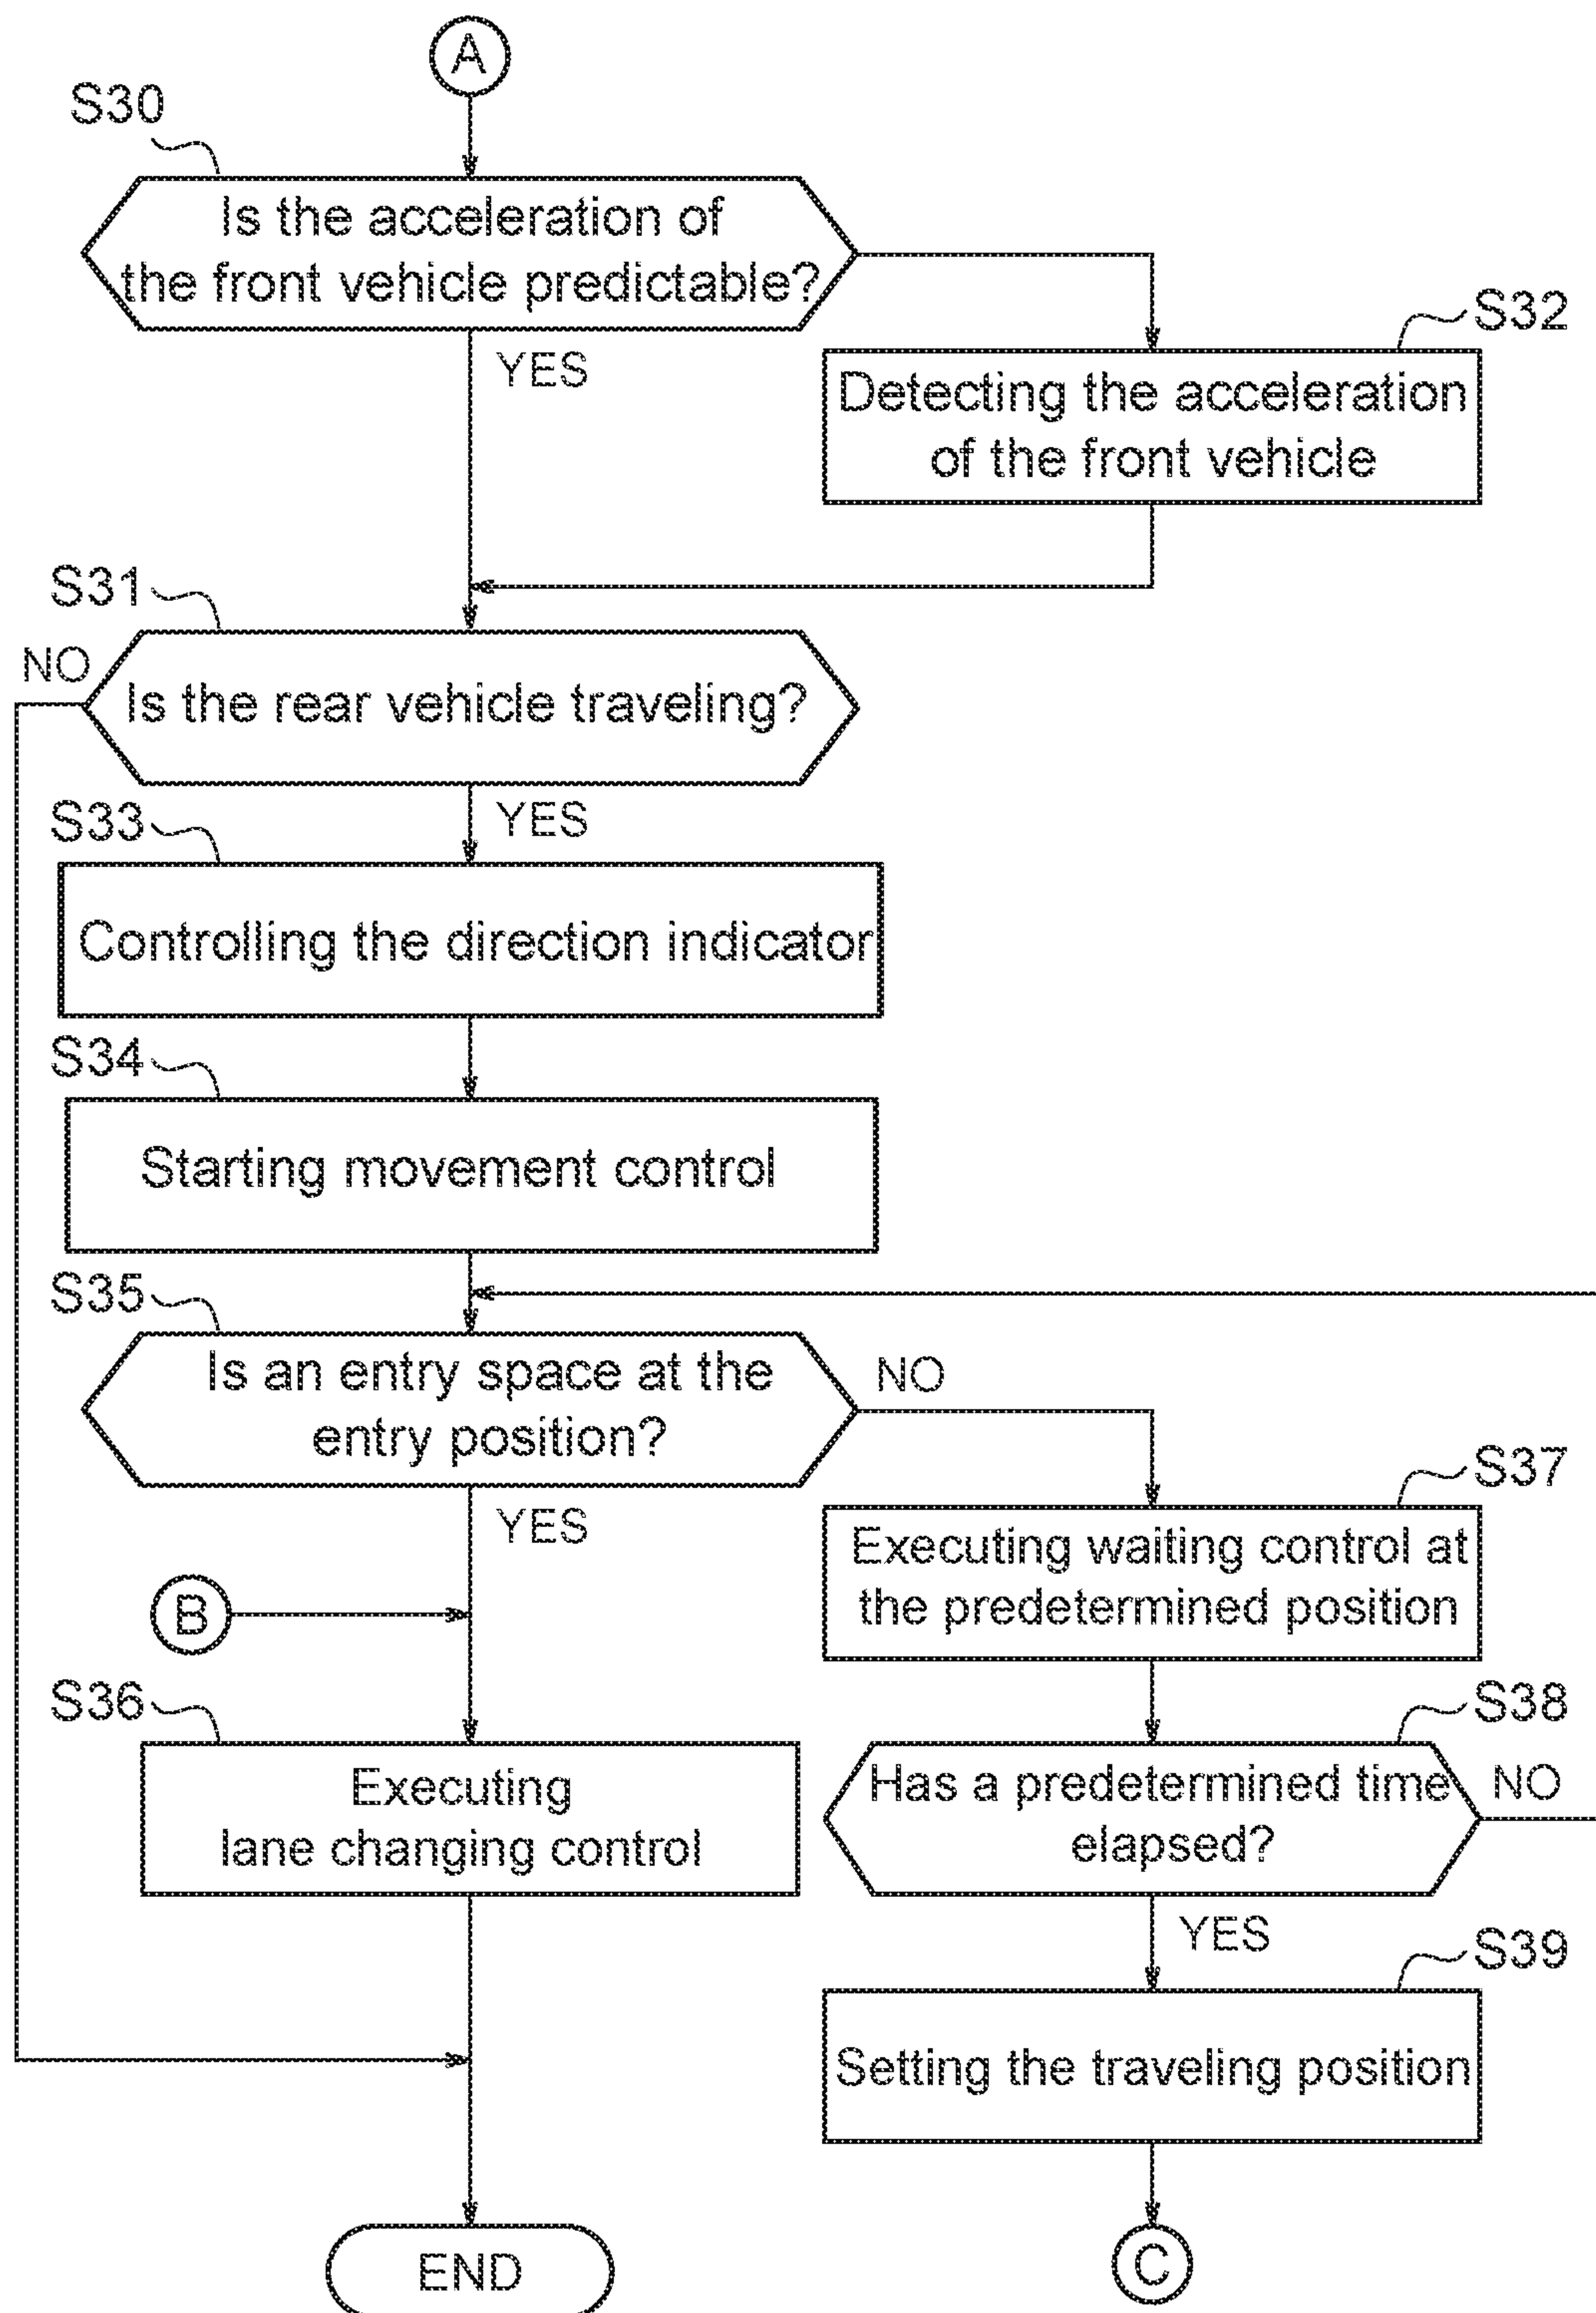 A
S30
Is the acceleration of
the front vehicle predictable?
YES
S32
Detecting the acceleration
of the front vehicle
S31
NO
Is the rear vehicle traveling?
YES
S33
Controlling the direction indicator
S34
Starting movement control
S35
Is an entry space at the
entry position?
NO
YES
S37
Executing waiting control at
the predetermined position
B
S36
Executing
lane changing control
S38
Has a predetermined time
elapsed?
NO
YES
S39
Setting the traveling position
END
C